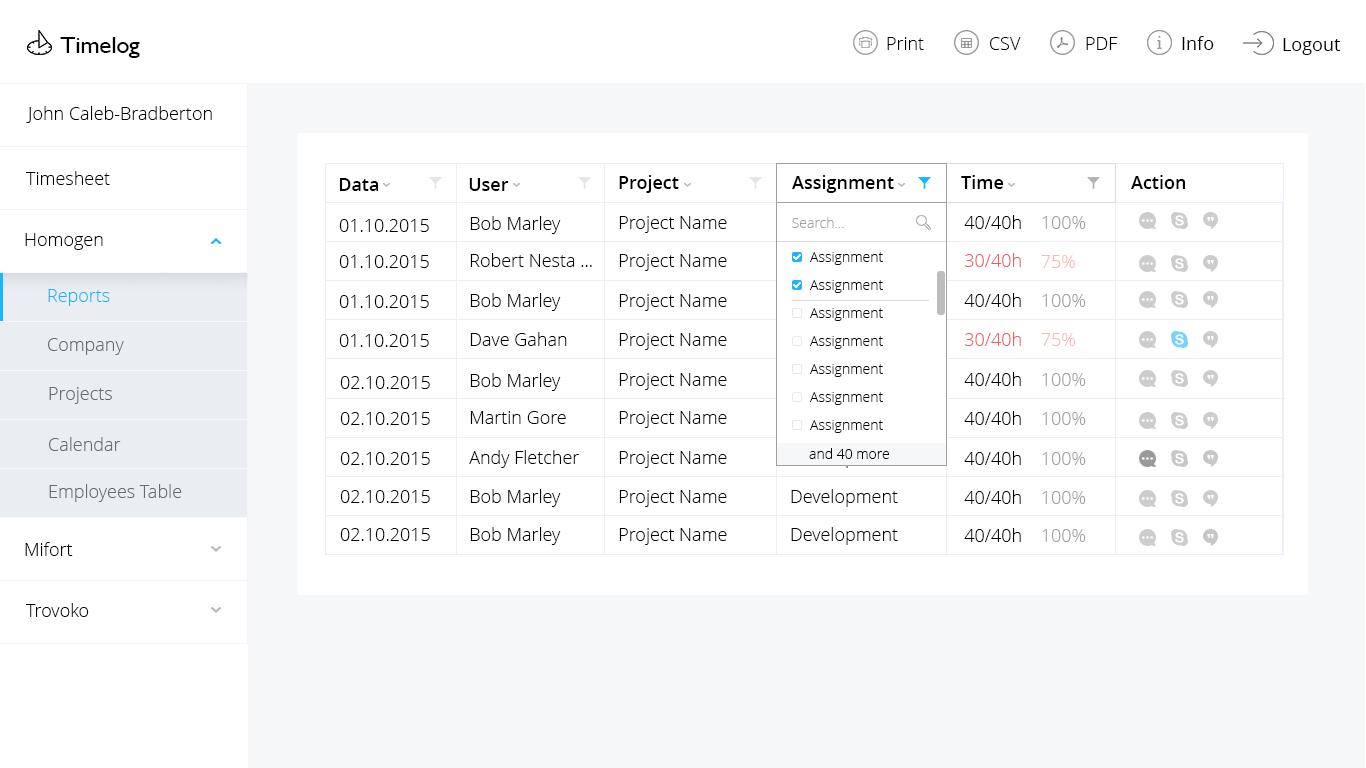 Timelog
Print CSV PDF Info Logout
John Caleb-Bradberton
Timesheet
Homogen
Reports
Company
Projects
Calendar
Employees Table
Mifort
Trovoko
Data User Project Assignment Time Action
01.10.2015 Bob Marley Project Name Search... 40/40h 100%
01.10.2015 Robert Nesta ... Project Name Assignment 30/40h 75%
Assignment
01.10.2015 Bob Marley Project Name 40/40h 100%
Assignment
01.10.2015 Dave Gahan Project Name Assignment 30/40h 75%
Assignment
02.10.2015 Bob Marley Project Name 40/40h 100%
Assignment
02.10.2015 Martin Gore Project Name Assignment 40/40h 100%
02.10.2015 Andy Fletcher Project Name and 40 more 40/40h 100%
02.10.2015 Bob Marley Project Name Development 40/40h 100%
02.10.2015 Bob Marley Project Name Development 40/40h 100%